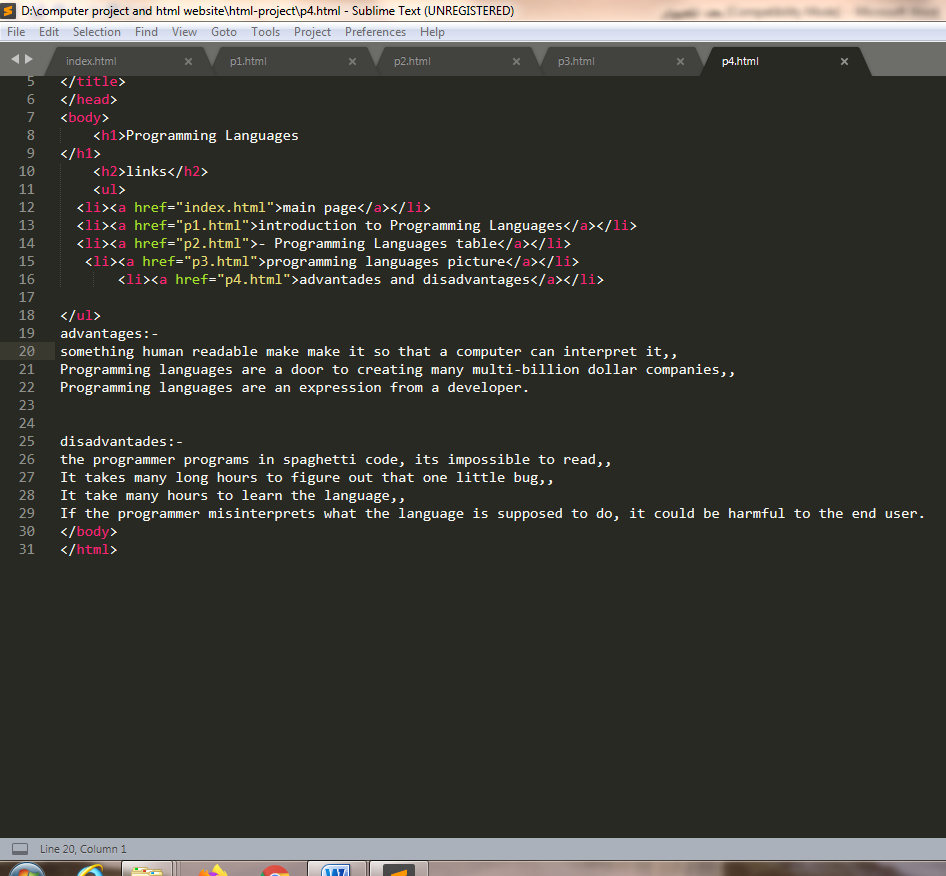 D:\computer project and html website\html-project\p4.html - Sublime Text (UNREGISTERED)
File Edit Selection Find View Goto Tools Project Preferences Help
index.html × p1.html × p2.html × p3.html × p4.html ×
5 </title>
6 </head>
7 <body>
8 <h1>Programming Languages
9 </h1>
10 <h2>links</h2>
11 <ul>
12 <li><a href="index.html">main page</a></li>
13 <li><a href="p1.html">introduction to Programming Languages</a></li>
14 <li><a href="p2.html">- Programming Languages table</a></li>
15 <li><a href="p3.html">programming languages picture</a></li>
16 <li><a href="p4.html">advantades and disadvantages</a></li>
17
18 </ul>
19 advantages:-
20 something human readable make make it so that a computer can interpret it,,
21 Programming languages are a door to creating many multi-billion dollar companies,,
22 Programming languages are an expression from a developer.
23
24
25 disadvantades:-
26 the programmer programs in spaghetti code, its impossible to read,,
27 It takes many long hours to figure out that one little bug,,
28 It take many hours to learn the language,,
29 If the programmer misinterprets what the language is supposed to do, it could be harmful to the end user.
30 </body>
31 </html>
Line 20, Column 1